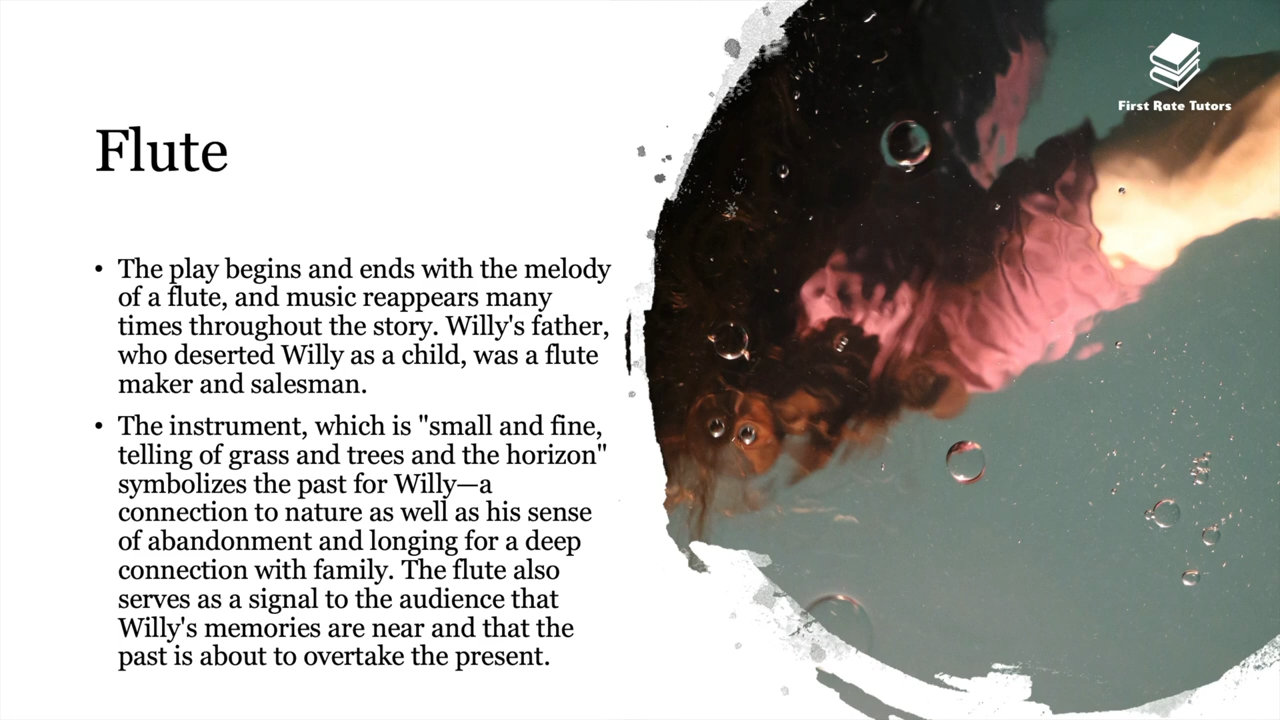 First Rate Tutors
Flute
• The play begins and ends with the melody
of a flute, and music reappears many
times throughout the story. Willy's father,
who deserted Willy as a child, was a flute
maker and salesman.
• The instrument, which is "small and fine,
telling of grass and trees and the horizon"
symbolizes the past for Willy—a
connection to nature as well as his sense
of abandonment and longing for a deep
connection with family. The flute also
serves as a signal to the audience that
Willy's memories are near and that the
past is about to overtake the present.